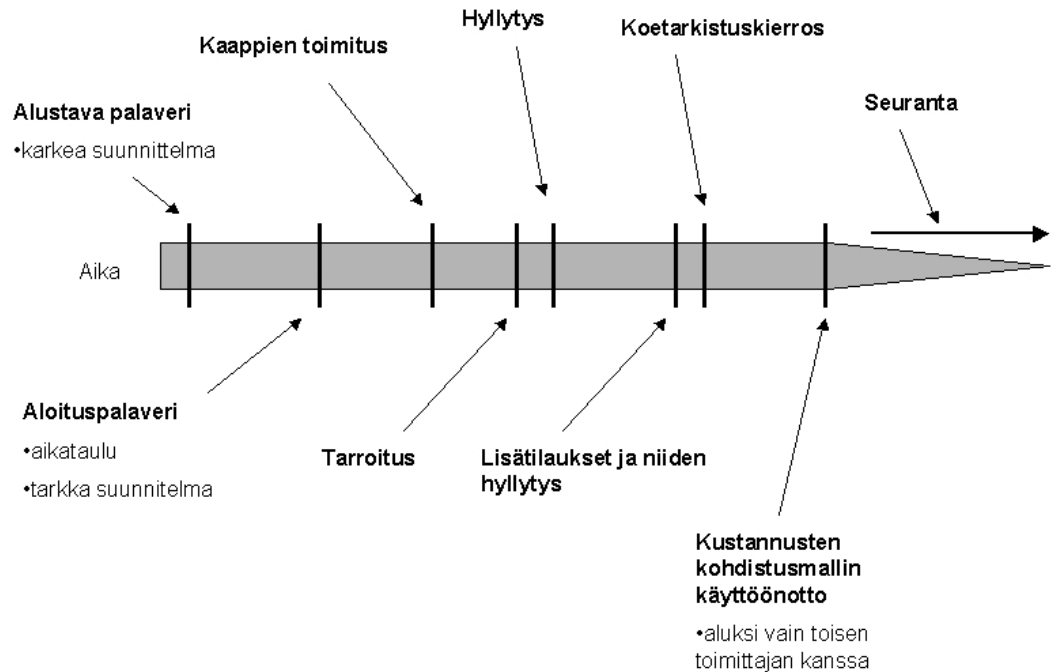 Hyllytys
Koetarkistuskierros
Kaappien toimitus
Seuranta
Alustava palaveri
•karkea suunnittelma
Aika
Aloituspalaveri
•aikataulu
•tarkka suunnitelma
Tarroitus
Lisätilaukset ja niiden
hyllytys
Kustannusten
kohdistusmallin
käyttöönotto
•aluksi vain toisen
toimittajan kanssa